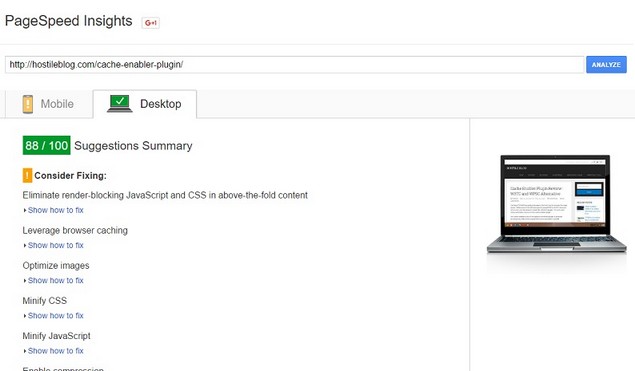 PageSpeed Insights
G+1
http://hostileblog.com/cache-enabler-plugin/
ANALYZE
Mobile
Desktop
88 / 100 Suggestions Summary
! Consider Fixing:
Eliminate render-blocking JavaScript and CSS in above-the-fold content
Show how to fix
Leverage browser caching
Show how to fix
Optimize images
Show how to fix
Minify CSS
Show how to fix
Minify JavaScript
Show how to fix
Enable compression